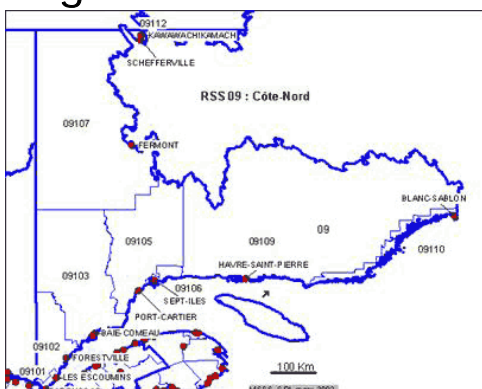 09112
KAWAWACHIKAMACH
SCHEFFERVILLE
RSS 09 : Côte-Nord
09107
FERMONT
BLANC-SABLON
09105
09109
09
09110
HAVRE-SAINT-PIERRE
09103
09106
SEPT-ILES
PORT-CARTIER
BAIE-COMEAU
09102
FORESTVILLE
09101
LES ESCOUMINS
100 Km